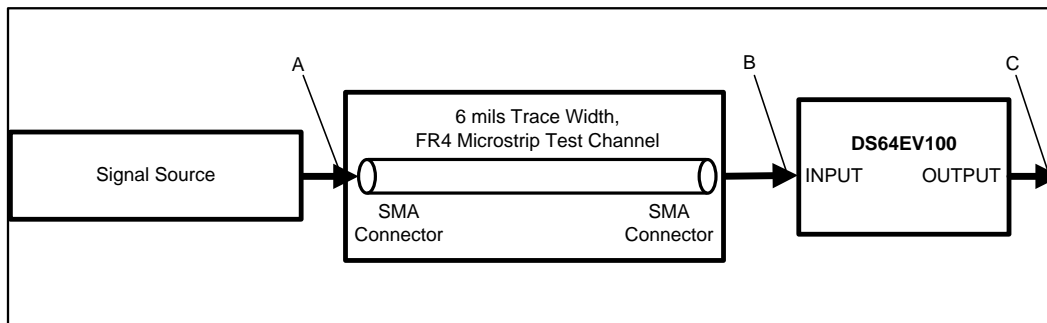 A
B
C
6 mils Trace Width,
FR4 Microstrip Test Channel
Signal Source
SMA
Connector
SMA
Connector
DS64EV100
INPUT
OUTPUT